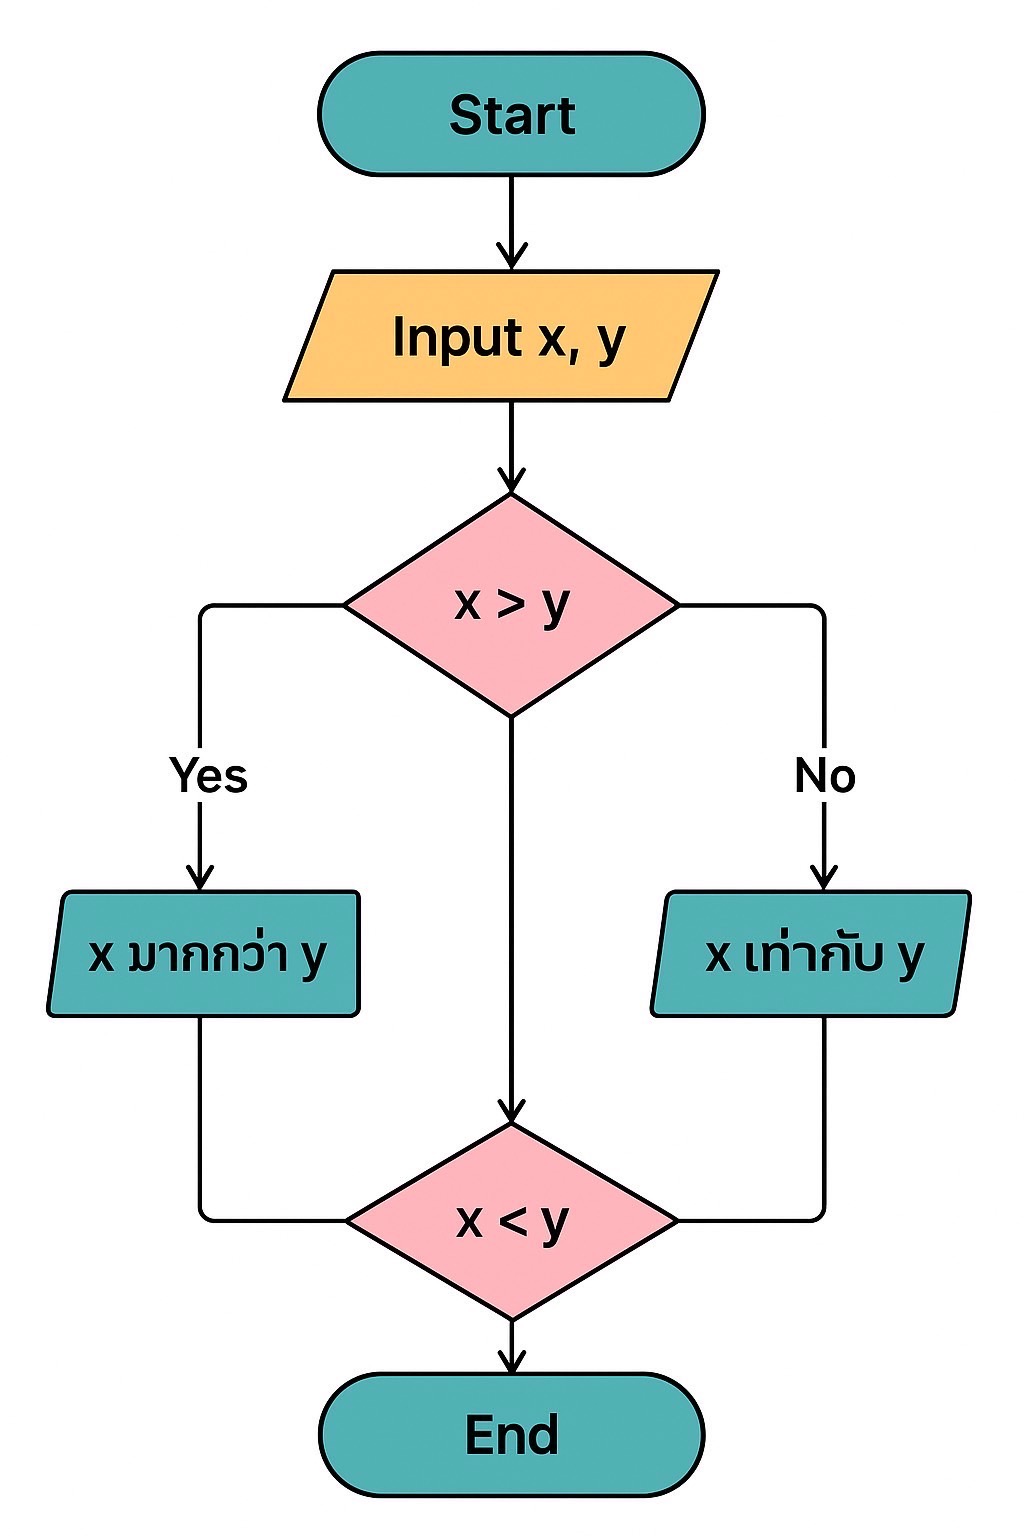 Start
Input x, y
x > y
Yes
No
x มากกว่า y
x เท่ากับ y
x < y
End